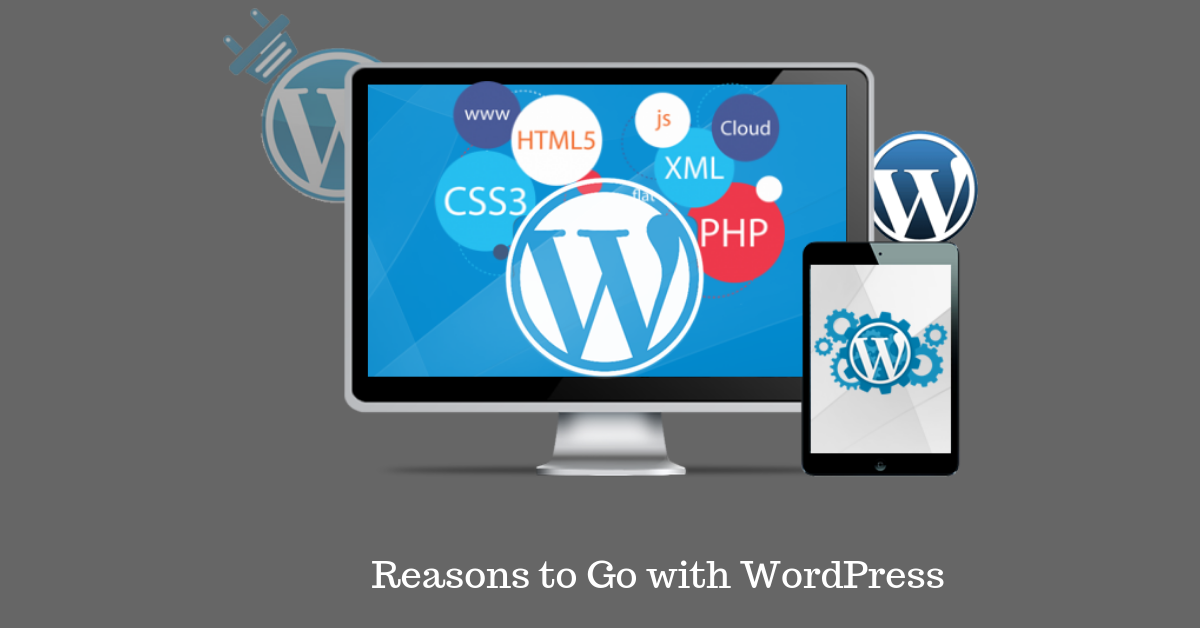 www
HTML5
js
Cloud
CSS3
XML
flat
PHP
W
W
W
W
Reasons to Go with WordPress